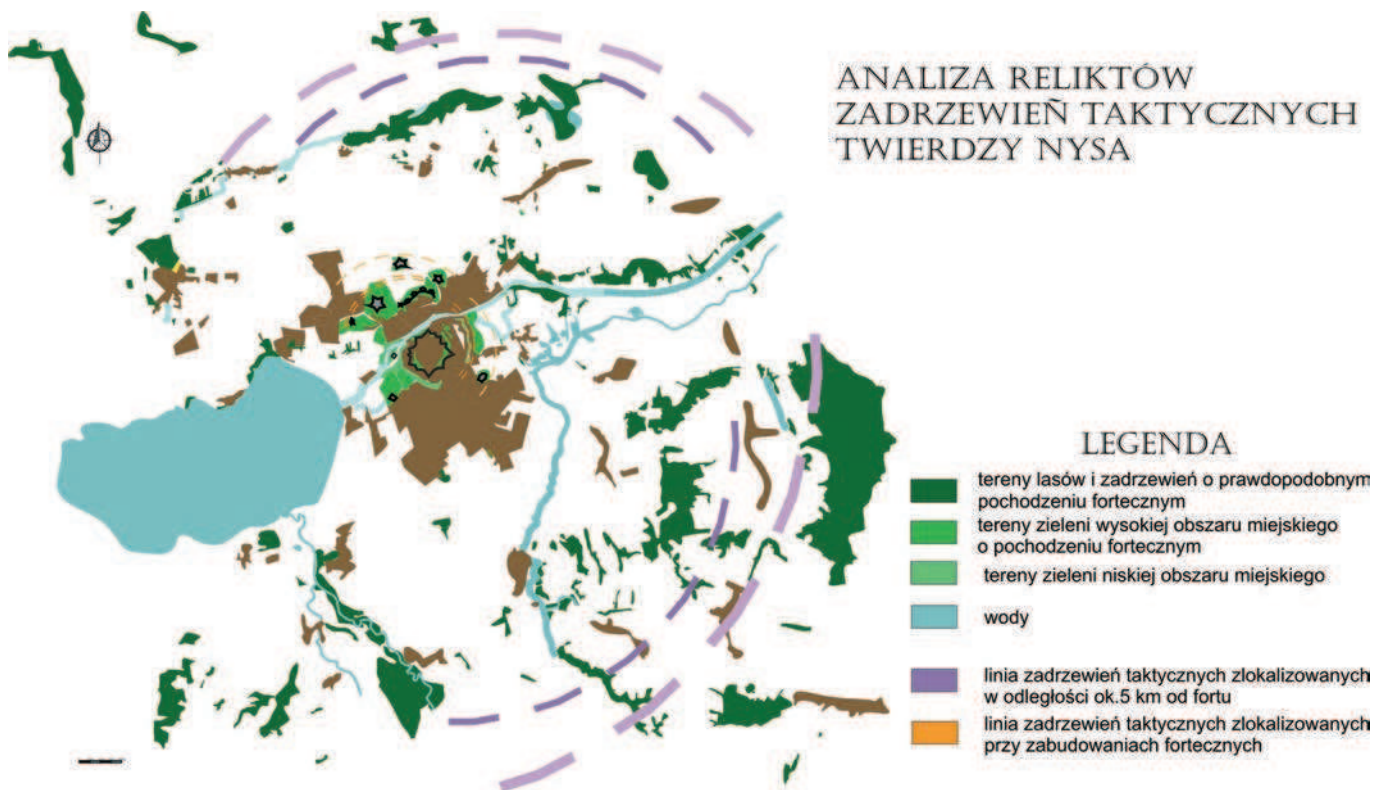 ANALIZA RELIKTÓW
ZADRZEWIEŃ TAKTYCZNYCH
TWIERDZY NYSA
LEGENDA
tereny lasów i zadrzewień o prawdopodobnym
pochodzeniu fortecznym
tereny zieleni wysokiej obszaru miejskiego
o pochodzeniu fortecznym
tereny zieleni niskiej obszaru miejskiego
wody
linia zadrzewień taktycznych zlokalizowanych
w odległości ok.5 km od fortu
linia zadrzewień taktycznych zlokalizowanych
przy zabudowaniach fortecznych